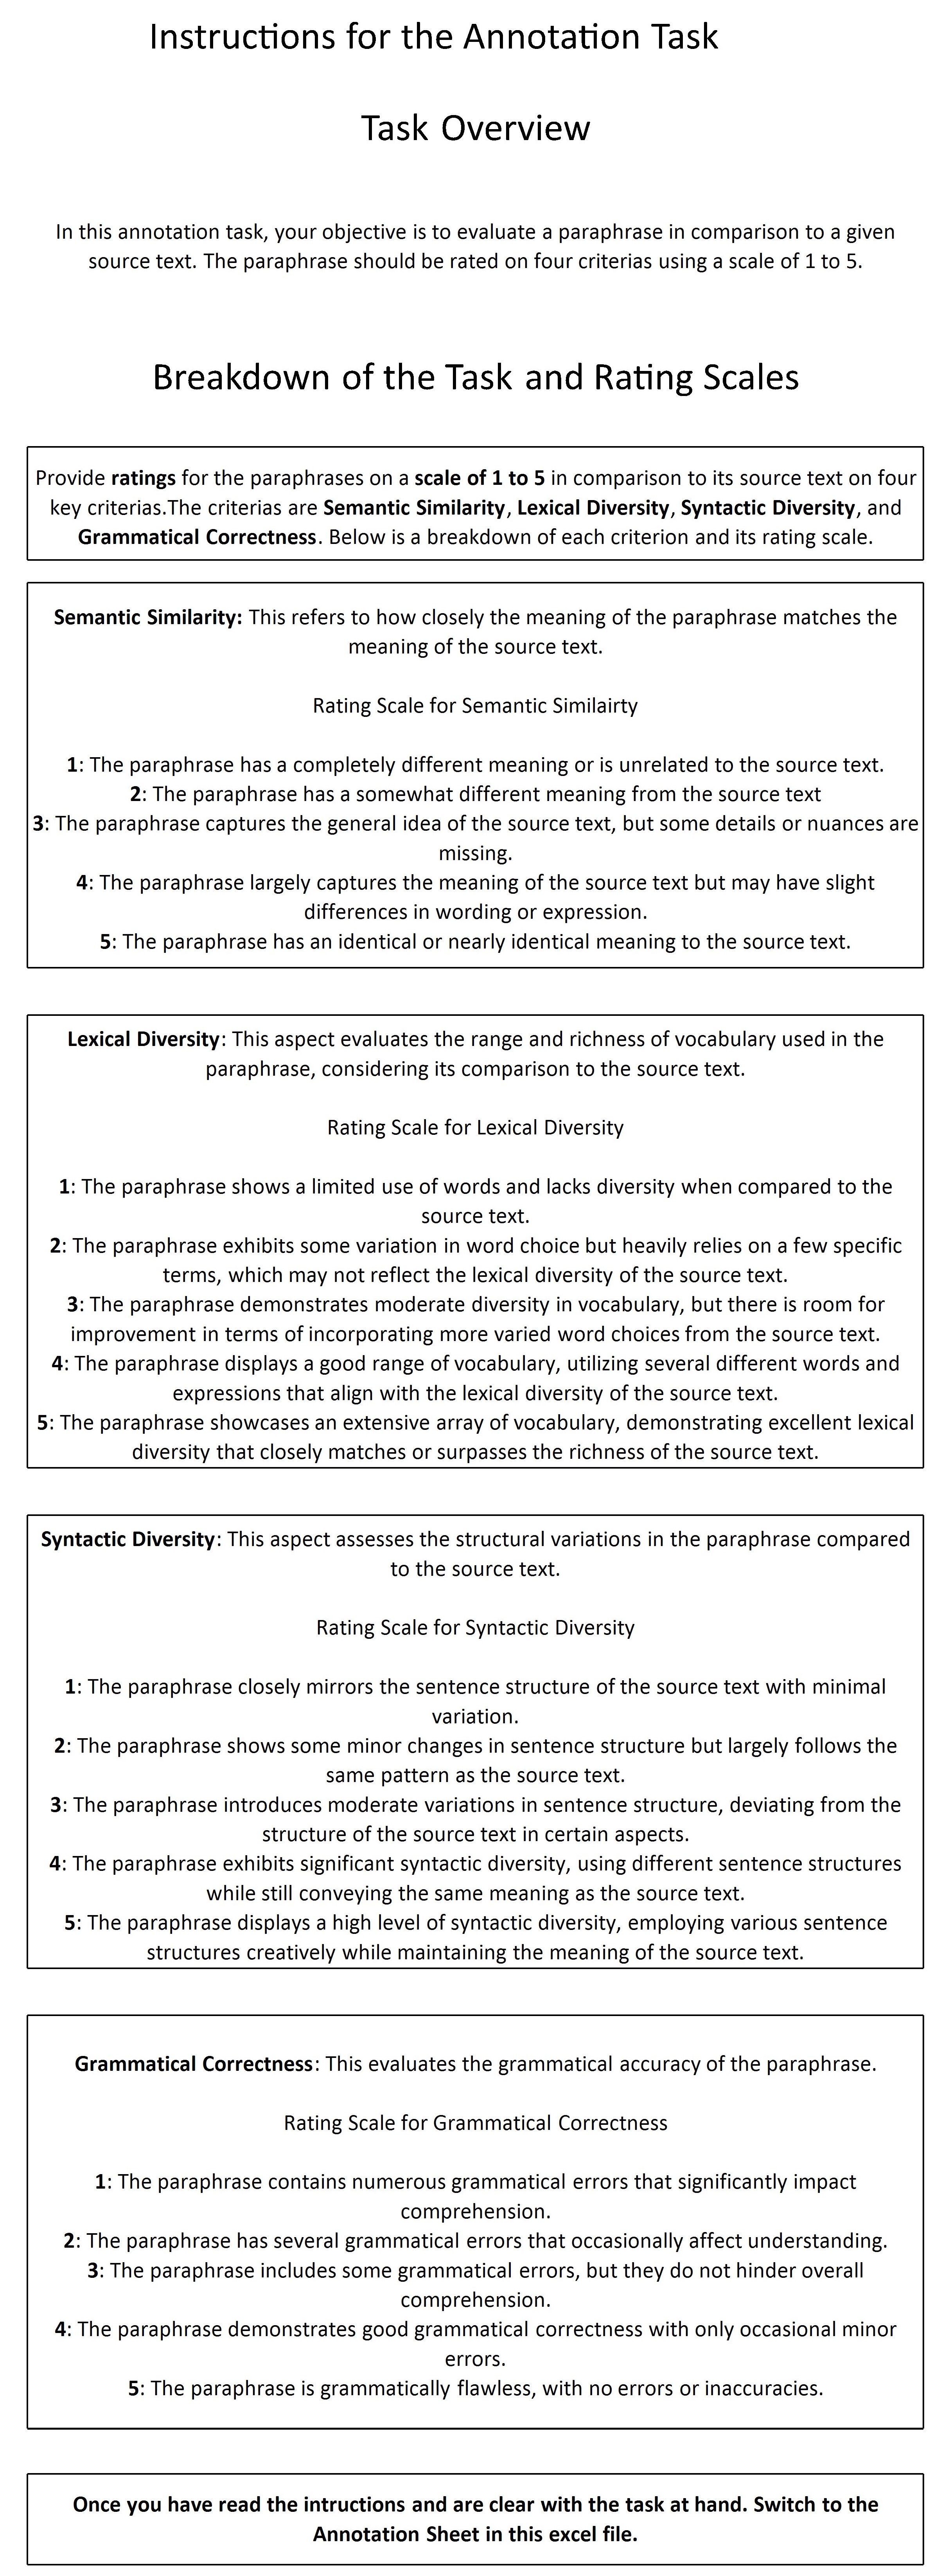 Instructions for the Annotation Task
Task Overview
In this annotation task, your objective is to evaluate a paraphrase in comparison to a given
source text. The paraphrase should be rated on four criterias using a scale of 1 to 5.
Breakdown of the Task and Rating Scales
Provide ratings for the paraphrases on a scale of 1 to 5 in comparison to its source text on four
key criterias.The criterias are Semantic Similarity, Lexical Diversity, Syntactic Diversity, and
Grammatical Correctness. Below is a breakdown of each criterion and its rating scale.
Semantic Similarity: This refers to how closely the meaning of the paraphrase matches the
meaning of the source text.
Rating Scale for Semantic Similairty
1: The paraphrase has a completely different meaning or is unrelated to the source text.
2: The paraphrase has a somewhat different meaning from the source text
3: The paraphrase captures the general idea of the source text, but some details or nuances are
missing.
4: The paraphrase largely captures the meaning of the source text but may have slight
differences in wording or expression.
5: The paraphrase has an identical or nearly identical meaning to the source text.
Lexical Diversity: This aspect evaluates the range and richness of vocabulary used in the
paraphrase, considering its comparison to the source text.
Rating Scale for Lexical Diversity
1: The paraphrase shows a limited use of words and lacks diversity when compared to the
source text.
2: The paraphrase exhibits some variation in word choice but heavily relies on a few specific
terms, which may not reflect the lexical diversity of the source text.
3: The paraphrase demonstrates moderate diversity in vocabulary, but there is room for
improvement in terms of incorporating more varied word choices from the source text.
4: The paraphrase displays a good range of vocabulary, utilizing several different words and
expressions that align with the lexical diversity of the source text.
5: The paraphrase showcases an extensive array of vocabulary, demonstrating excellent lexical
diversity that closely matches or surpasses the richness of the source text.
Syntactic Diversity: This aspect assesses the structural variations in the paraphrase compared
to the source text.
Rating Scale for Syntactic Diversity
1: The paraphrase closely mirrors the sentence structure of the source text with minimal
variation.
2: The paraphrase shows some minor changes in sentence structure but largely follows the
same pattern as the source text.
3: The paraphrase introduces moderate variations in sentence structure, deviating from the
structure of the source text in certain aspects.
4: The paraphrase exhibits significant syntactic diversity, using different sentence structures
while still conveying the same meaning as the source text.
5: The paraphrase displays a high level of syntactic diversity, employing various sentence
structures creatively while maintaining the meaning of the source text.
Grammatical Correctness: This evaluates the grammatical accuracy of the paraphrase.
Rating Scale for Grammatical Correctness
1: The paraphrase contains numerous grammatical errors that significantly impact
comprehension.
2: The paraphrase has several grammatical errors that occasionally affect understanding.
3: The paraphrase includes some grammatical errors, but they do not hinder overall
comprehension.
4: The paraphrase demonstrates good grammatical correctness with only occasional minor
errors.
5: The paraphrase is grammatically flawless, with no errors or inaccuracies.
Once you have read the intructions and are clear with the task at hand. Switch to the
Annotation Sheet in this excel file.